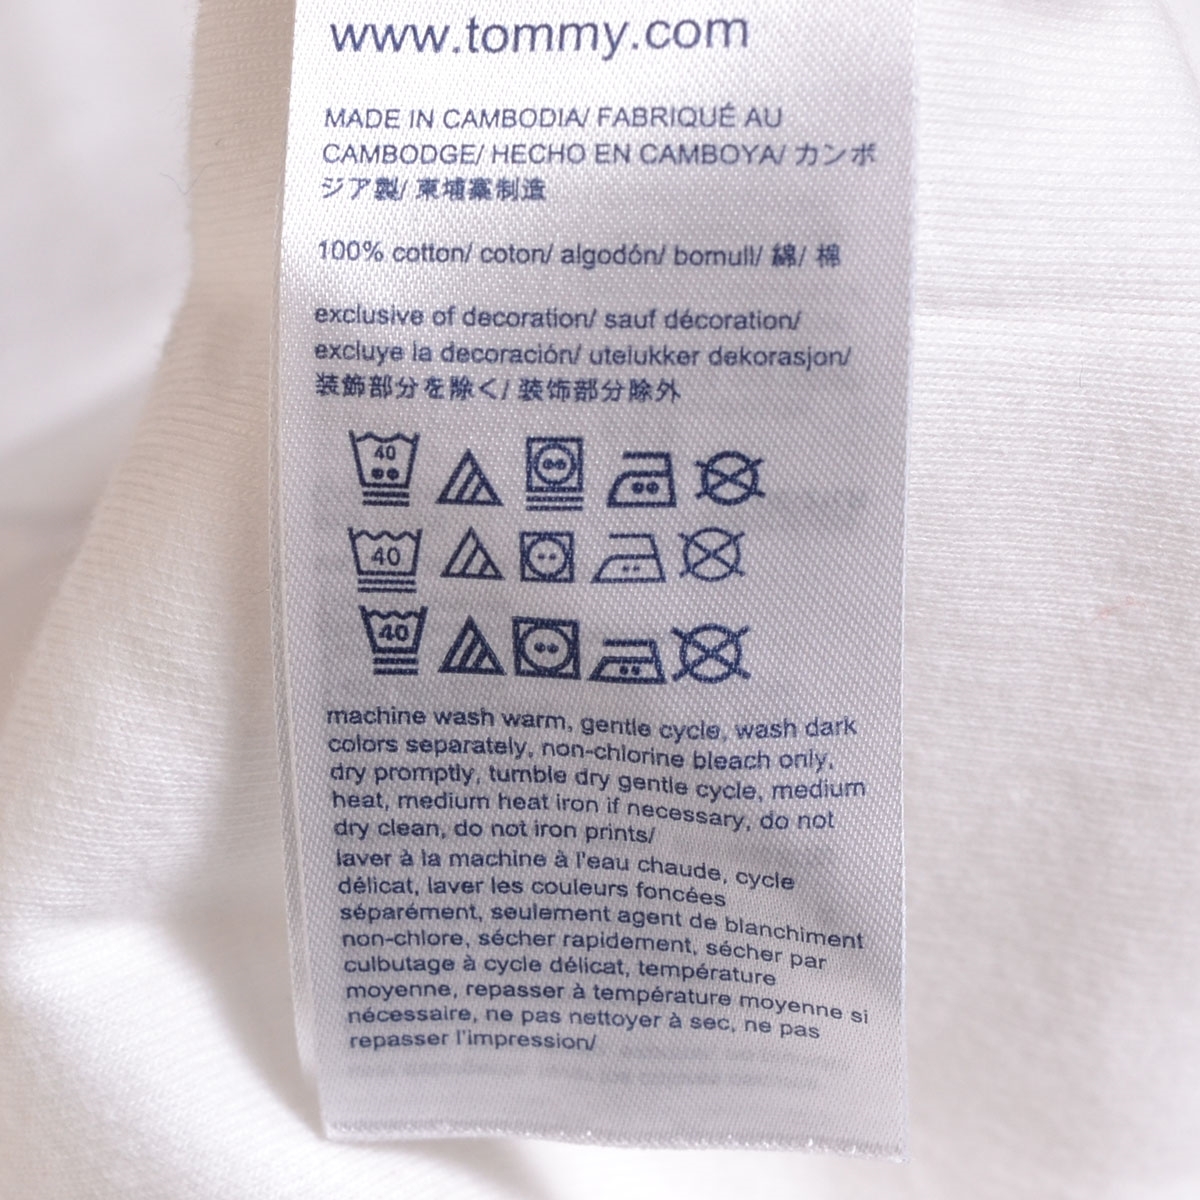 www.tommy.com
MADE IN CAMBODIA/ FABRIQUÉ AU
CAMBODGE/ HECHO EN CAMBOYA/ カンボ
ジア製/ 柬埔寨制造
100% cotton/ coton/ algodón/ bomull/ 綿/ 棉
exclusive of decoration/ sauf décoration/
excluye la decoración/ utelukker dekorasjon/
装飾部分を除く/ 装饰部分除外
40
40
40
machine wash warm, gentle cycle, wash dark
colors separately, non-chlorine bleach only,
dry promptly, tumble dry gentle cycle, medium
heat, medium heat iron if necessary, do not
dry clean, do not iron prints/
laver à la machine à l'eau chaude, cycle
délicat, laver les couleurs foncées
séparément, seulement agent de blanchiment
non-chlore, sécher rapidement, sécher par
culbutage à cycle délicat, température
moyenne, repasser à température moyenne si
nécessaire, ne pas nettoyer à sec, ne pas
repasser l'impression/